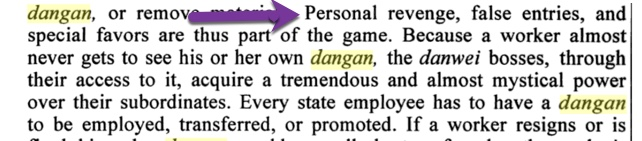 dangan, or remove Personal revenge, false entries, and
special favors are thus part of the game. Because a worker almost
never gets to see his or her own dangan, the danwei bosses, through
their access to it, acquire a tremendous and almost mystical power
over their subordinates. Every state employee has to have a dangan
to be employed, transferred, or promoted. If a worker resigns or is